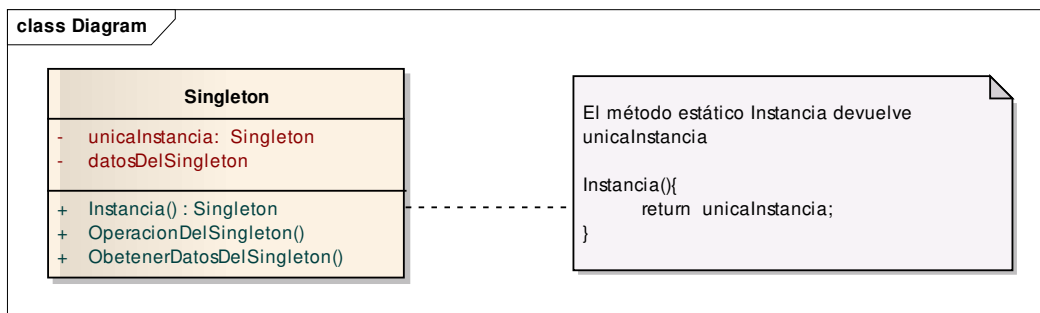 class Diagram
Singleton
- unicaInstancia: Singleton
- datosDelSingleton
+ Instancia() : Singleton
+ OperacionDelSingleton()
+ ObetenerDatosDelSingleton()
El método estático Instancia devuelve
unicaInstancia
Instancia(){
return unicaInstancia;
}